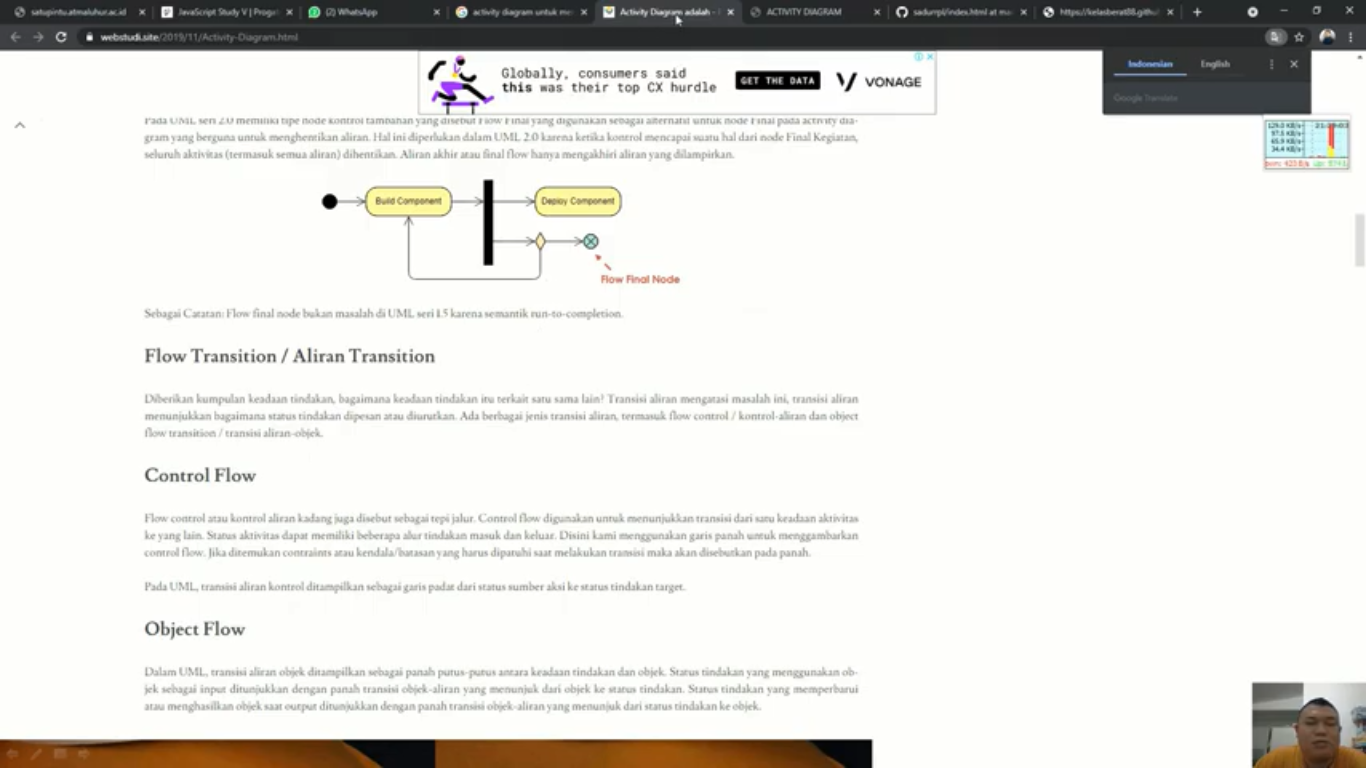 satupintu.atmaluhur.ac.id
JavaScript Study V | Progat
(2) WhatsApp
activity diagram untuk me
Activity Diagram adalah -
ACTIVITY DIAGRAM
sadurrpl/index.html at ma
https://kelasberat88.githu
webstudi.site/2019/11/Activity-Diagram.html
Globally, consumers said
this was their top CX hurdle
GET THE DATA
VONAGE
Indonesian
English
Google Translate
Pada UML seri 2.0 memiliki tipe node kontrol tambahan yang disebut Flow Final yang digunakan sebagai alternatif untuk node Final pada activity dia-
gram yang berguna untuk menghentikan aliran. Hal ini diperlukan dalam UML 2.0 karena ketika kontrol mencapai suatu hal dari node Final Kegiatan,
seluruh aktivitas (termasuk semua aliran) dihentikan. Aliran akhir atau final flow hanya mengakhiri aliran yang dilampirkan.
Build Component
Deploy Component
Flow Final Node
Sebagai Catatan: Flow final node bukan masalah di UML seri 1.5 karena semantik run-to-completion.
Flow Transition / Aliran Transition
Diberikan kumpulan keadaan tindakan, bagaimana keadaan tindakan itu terkait satu sama lain? Transisi aliran mengatasi masalah ini, transisi aliran
menunjukkan bagaimana status tindakan dipesan atau diurutkan. Ada berbagai jenis transisi aliran, termasuk flow control / kontrol-aliran dan object
flow transition / transisi aliran-objek.
Control Flow
Flow control atau kontrol aliran kadang juga disebut sebagai tepi jalur. Control flow digunakan untuk menunjukkan transisi dari satu keadaan aktivitas
ke yang lain. Status aktivitas dapat memiliki beberapa alur tindakan masuk dan keluar. Disini kami menggunakan garis panah untuk menggambarkan
control flow. Jika ditemukan contraints atau kendala/batasan yang harus dipatuhi saat melakukan transisi maka akan disebutkan pada panah.
Pada UML, transisi aliran kontrol ditampilkan sebagai garis padat dari status sumber aksi ke status tindakan target.
Object Flow
Dalam UML, transisi aliran objek ditampilkan sebagai panah putus-putus antara keadaan tindakan dan objek. Status tindakan yang menggunakan ob-
jek sebagai input ditunjukkan dengan panah transisi objek-aliran yang menunjuk dari objek ke status tindakan. Status tindakan yang memperbarui
atau menghasilkan objek saat output ditunjukkan dengan panah transisi objek-aliran yang menunjuk dari status tindakan ke objek.